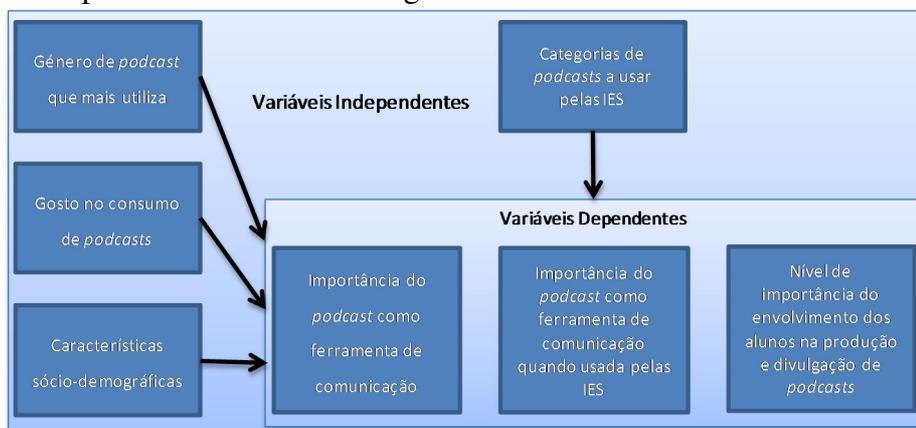 Género de podcast
que mais utiliza
Variáveis Independentes
Categorias de
podcasts a usar
pelas IES
Gosto no consumo
de podcasts
Características
sócio-demográficas
Variáveis Dependentes
Importância do
podcast como
ferramenta de
comunicação
Importância do
podcast como
ferramenta de
comunicação
quando usada pelas
IES
Nível de
importância do
envolvimento dos
alunos na produção
e divulgação de
podcasts